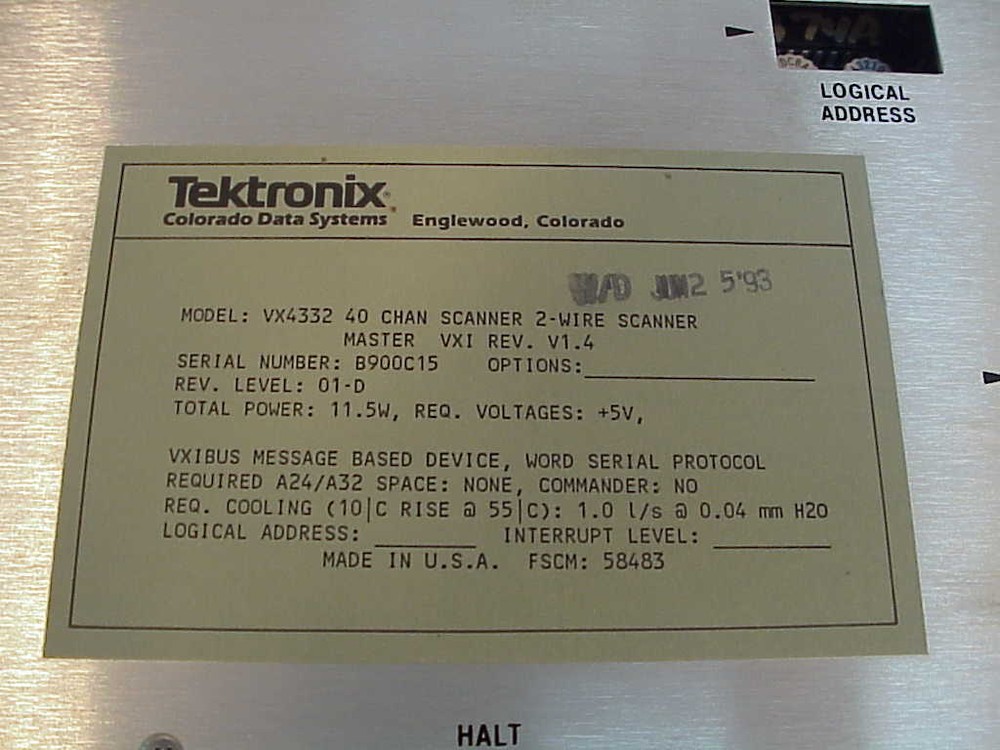 LOGICAL
ADDRESS
Tektronix
Colorado Data Systems Englewood, Colorado
JUN 2 5'93
MODEL: VX4332 40 CHAN SCANNER 2-WIRE SCANNER
MASTER VXI REV. V1.4
SERIAL NUMBER: B900C15 OPTIONS:
REV. LEVEL: 01-D
TOTAL POWER: 11.5W, REQ. VOLTAGES: +5V,
VXIBUS MESSAGE BASED DEVICE, WORD SERIAL PROTOCOL
REQUIRED A24/A32 SPACE: NONE, COMMANDER: NO
REQ. COOLING (10|C RISE @ 55|C): 1.0 l/s @ 0.04 mm H2O
LOGICAL ADDRESS: INTERRUPT LEVEL:
MADE IN U.S.A. FSCM: 58483
HALT